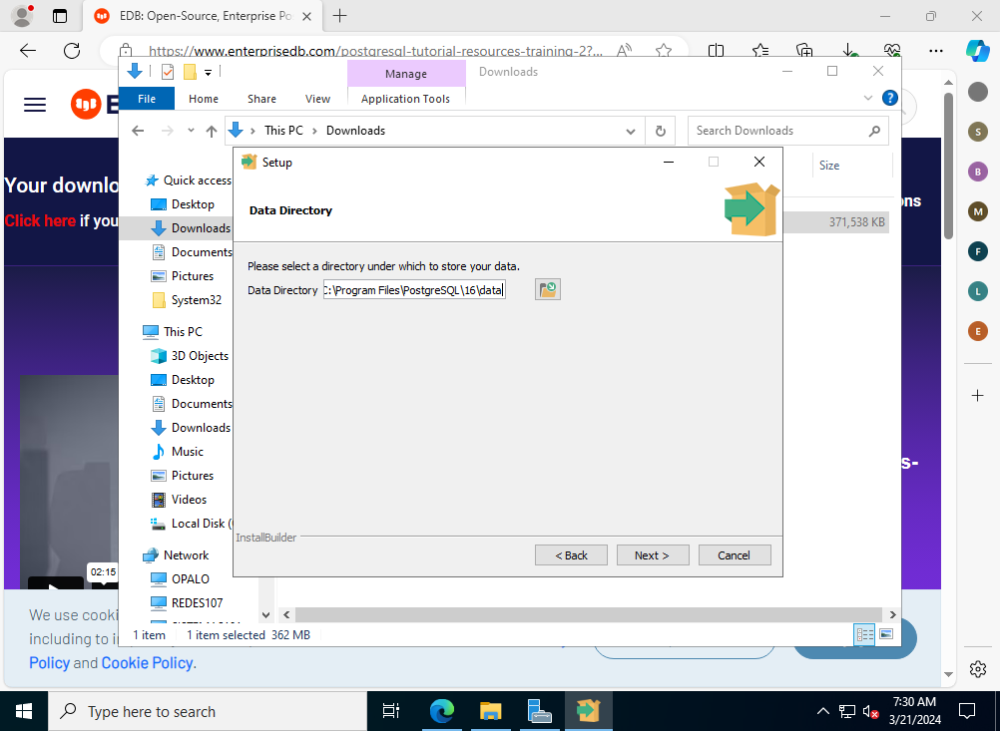 EDB: Open-Source, Enterprise Po
https://www.enterprisedb.com/postgresql-tutorial-resources-training-2?...
Manage
Downloads
File
Home
Share
View
Application Tools
This PC
Downloads
Search Downloads
Size
371,538 KB
Your downlo
ons
Click here if you
Quick access
Desktop
Downloads
Documents
Pictures
System32
This PC
3D Objects
Desktop
Documents
Downloads
Music
Pictures
Videos
Local Disk (
Network
OPALO
REDES107
Setup
Data Directory
Please select a directory under which to store your data.
Data Directory
C:\Program Files\PostgreSQL\16\data
InstallBuilder
< Back
Next >
Cancel
1 item
1 item selected 362 MB
s-
02:15
We use cooki
including to i
Policy and Cookie Policy.
B
S
M
F
L
E
Type here to search
7:30 AM
3/21/2024